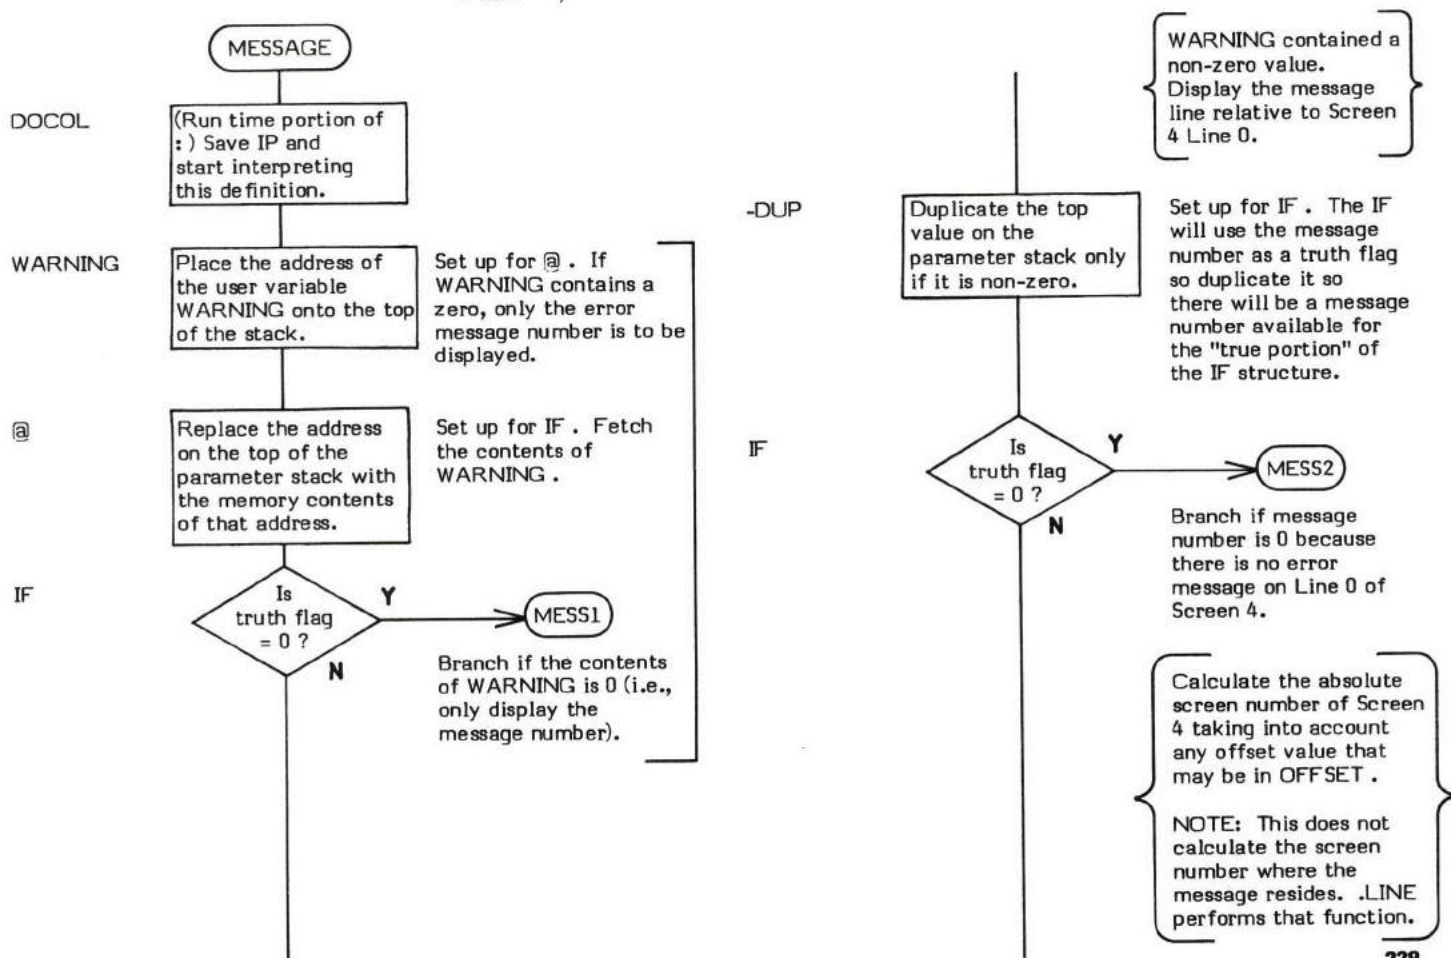 MESSAGE
DOCOL
(Run time portion of
: ) Save IP and
start interpreting
this definition.
WARNING
Place the address of
the user variable
WARNING onto the top
of the stack.
Set up for @ . If
WARNING contains a
zero, only the error
message number is to be
displayed.
@
Replace the address
on the top of the
parameter stack with
the memory contents
of that address.
Set up for IF . Fetch
the contents of
WARNING .
IF
Is
truth flag
= 0 ?
Y
N
MESS1
Branch if the contents
of WARNING is 0 (i.e.,
only display the
message number).
WARNING contained a
non-zero value.
Display the message
line relative to Screen
4 Line 0.
-DUP
Duplicate the top
value on the
parameter stack only
if it is non-zero.
Set up for IF . The IF
will use the message
number as a truth flag
so duplicate it so
there will be a message
number available for
the "true portion" of
the IF structure.
IF
Is
truth flag
= 0 ?
Y
N
MESS2
Branch if message
number is 0 because
there is no error
message on Line 0 of
Screen 4.
Calculate the absolute
screen number of Screen
4 taking into account
any offset value that
may be in OFFSET .
NOTE: This does not
calculate the screen
number where the
message resides. .LINE
performs that function.